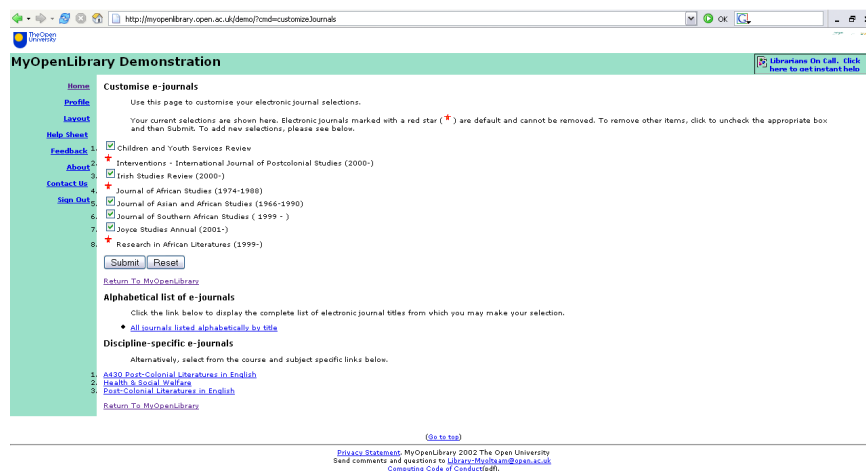 http://myopenlibrary.open.ac.uk/demo/?cmd=customizeJournals
OK
The Open
University
MyOpenLibrary Demonstration
Librarians On Call. Click
here to get instant help
Home
Profile
Layout
Help Sheet
Feedback
About
Contact Us
Sign Out
Customise e-journals
Use this page to customise your electronic journal selections.
Your current selections are shown here. Electronic journals marked with a red star ( ) are default and cannot be removed. To remove other items, click to uncheck the appropriate box
and then Submit. To add new selections, please see below.
1. Children and Youth Services Review
2. Interventions - International Journal of Postcolonial Studies (2000-)
3. Irish Studies Review (2000-)
4. Journal of African Studies (1974-1988)
5. Journal of Asian and African Studies (1966-1990)
6. Journal of Southern African Studies ( 1999 - )
7. Joyce Studies Annual (2001-)
8. Research in African Literatures (1999-)
Submit Reset
Return To MyOpenLibrary
Alphabetical list of e-journals
Click the link below to display the complete list of electronic journal titles from which you may make your selection.
All journals listed alphabetically by title
Discipline-specific e-journals
Alternatively, select from the course and subject specific links below.
1. A430 Post-Colonial Literatures in English
2. Health & Social Welfare
3. Post-Colonial Literatures in English
Return To MyOpenLibrary
(Go to top)
Privacy Statement. MyOpenLibrary 2002 The Open University
Send comments and questions to Library-Myolteam@open.ac.uk
Computing Code of Conduct(pdf).